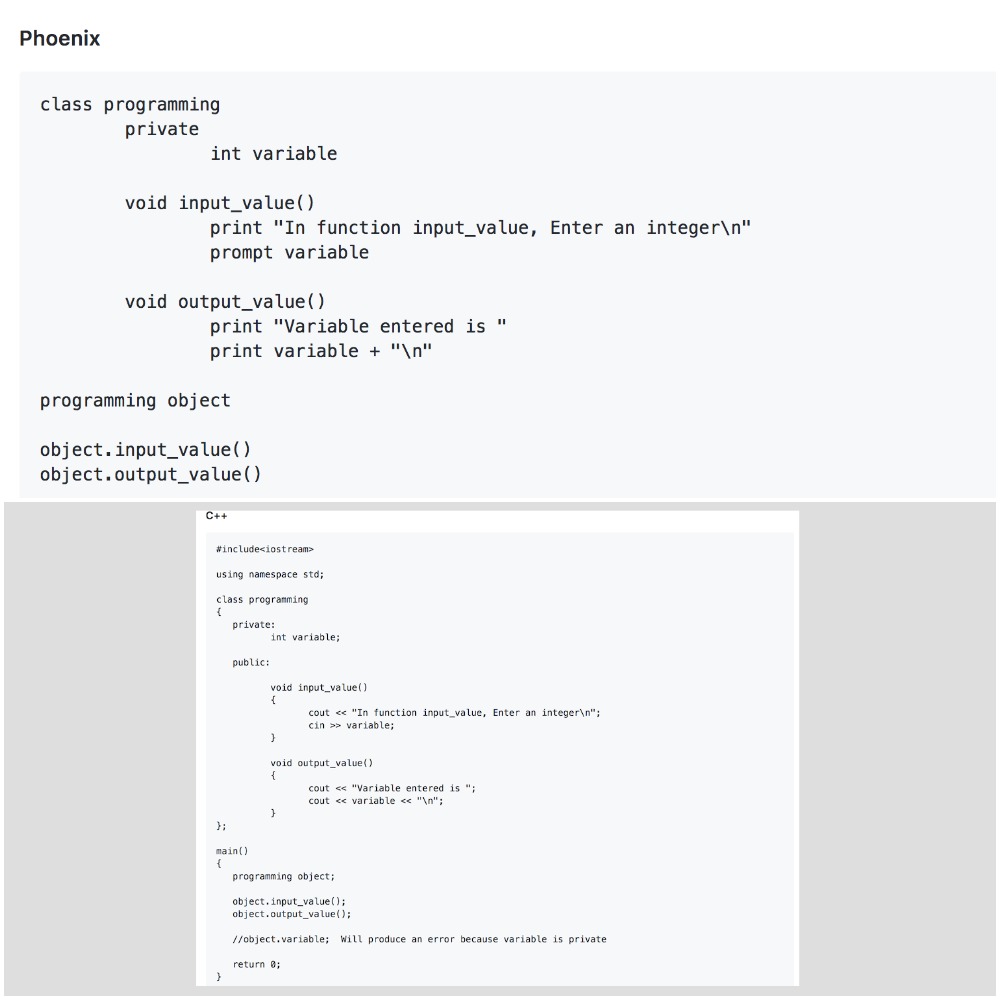 Phoenix
class programming
private
int variable
void input_value()
print "In function input_value, Enter an integer\n"
prompt variable
void output_value()
print "Variable entered is "
print variable + "\n"
programming object
object.input_value()
object.output_value()
C++
#include<iostream>
using namespace std;
class programming
{
private:
int variable;
public:
void input_value()
{
cout << "In function input_value, Enter an integer\n";
cin >> variable;
}
void output_value()
{
cout << "Variable entered is ";
cout << variable << "\n";
}
};
main()
{
programming object;
object.input_value();
object.output_value();
//object.variable;  Will produce an error because variable is private
return 0;
}